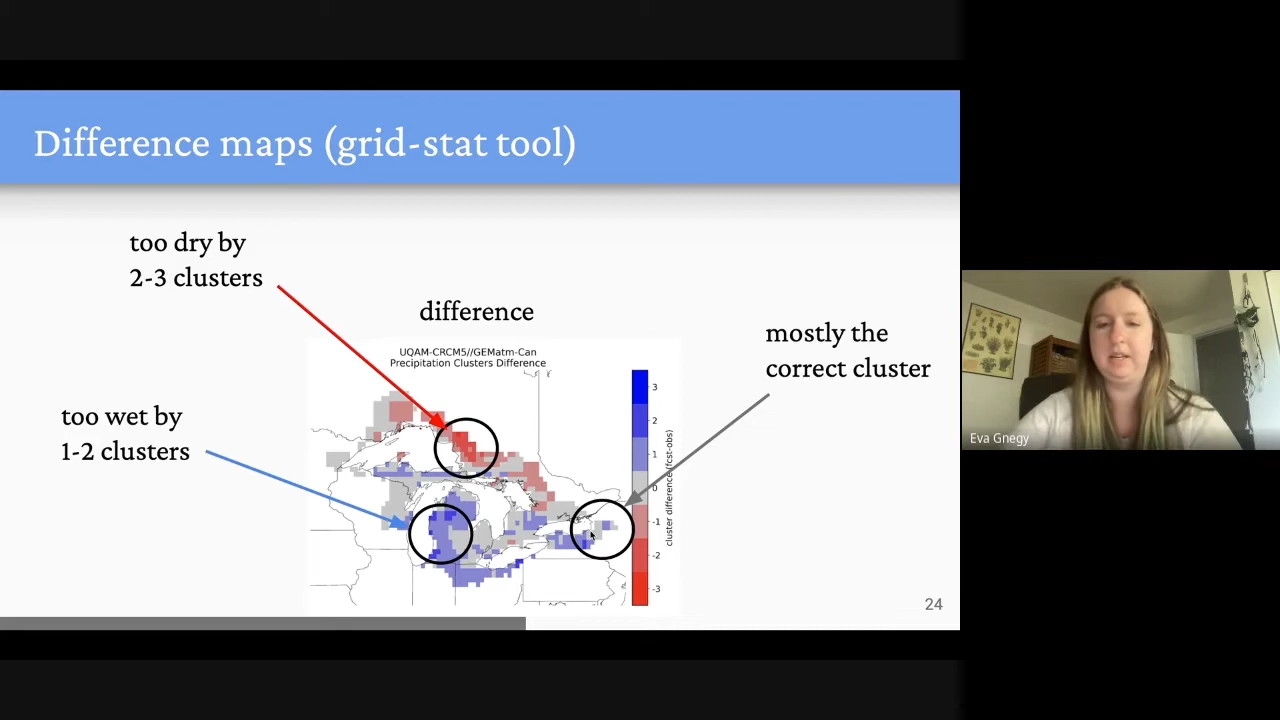 Difference maps (grid-stat tool)
too dry by
2-3 clusters
difference
mostly the
correct cluster
too wet by
1-2 clusters
UQAM-CRCM5//GEMatm-Can
Precipitation Clusters Difference
3
2
1
0
-1
-2
-3
cluster difference (fcst-obs)
24
Eva Gnegy